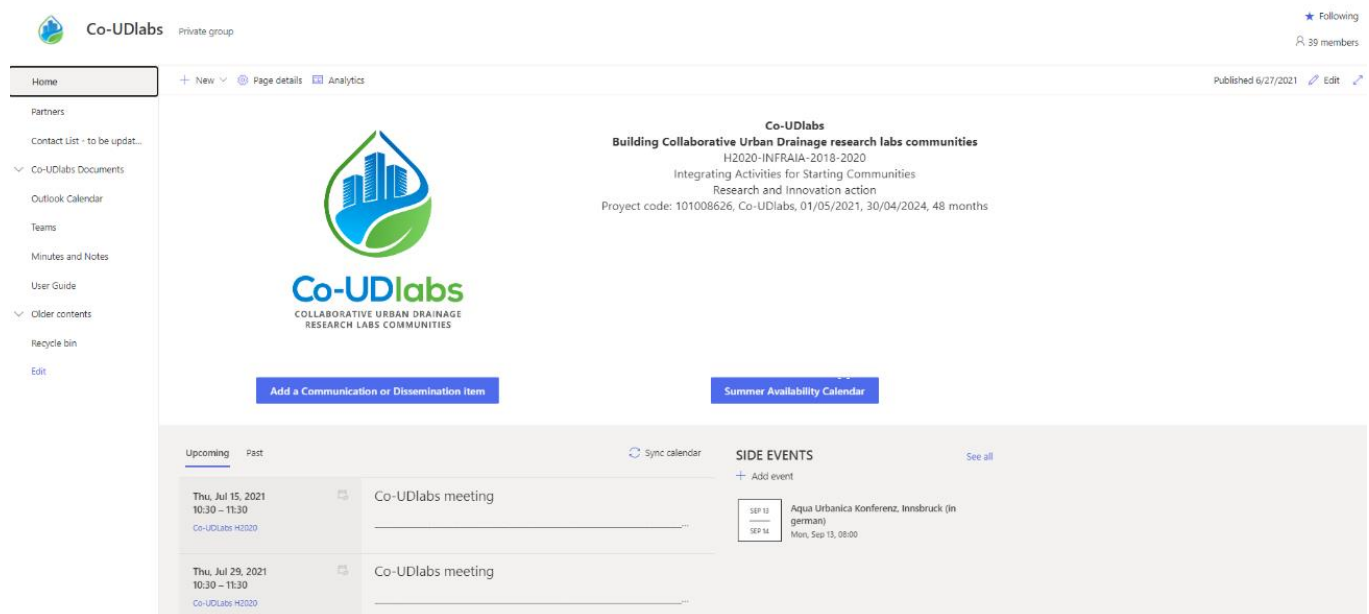 Co-UDlabs Private group
Following
39 members
Home
Partners
Contact List - to be updat...
Co-UDlabs Documents
Outlook Calendar
Teams
Minutes and Notes
User Guide
Older contents
Recycle bin
Edit
New Page details Analytics
Published 6/27/2021 Edit
Co-UDlabs
COLLABORATIVE URBAN DRAINAGE
RESEARCH LABS COMMUNITIES
Co-UDlabs
Building Collaborative Urban Drainage research labs communities
H2020-INFRAIA-2018-2020
Integrating Activities for Starting Communities
Research and Innovation action
Proyect code: 101008626, Co-UDlabs, 01/05/2021, 30/04/2024, 48 months
Add a Communication or Dissemination item
Summer Availability Calendar
Upcoming Past
Sync calendar
Thu, Jul 15, 2021
10:30 – 11:30
Co-UDLabs H2020
Co-UDlabs meeting
Thu, Jul 29, 2021
10:30 – 11:30
Co-UDLabs H2020
Co-UDlabs meeting
SIDE EVENTS
See all
Add event
SEP 13
SEP 14
Aqua Urbanica Konferenz, Innsbruck (in
german)
Mon, Sep 13, 08:00